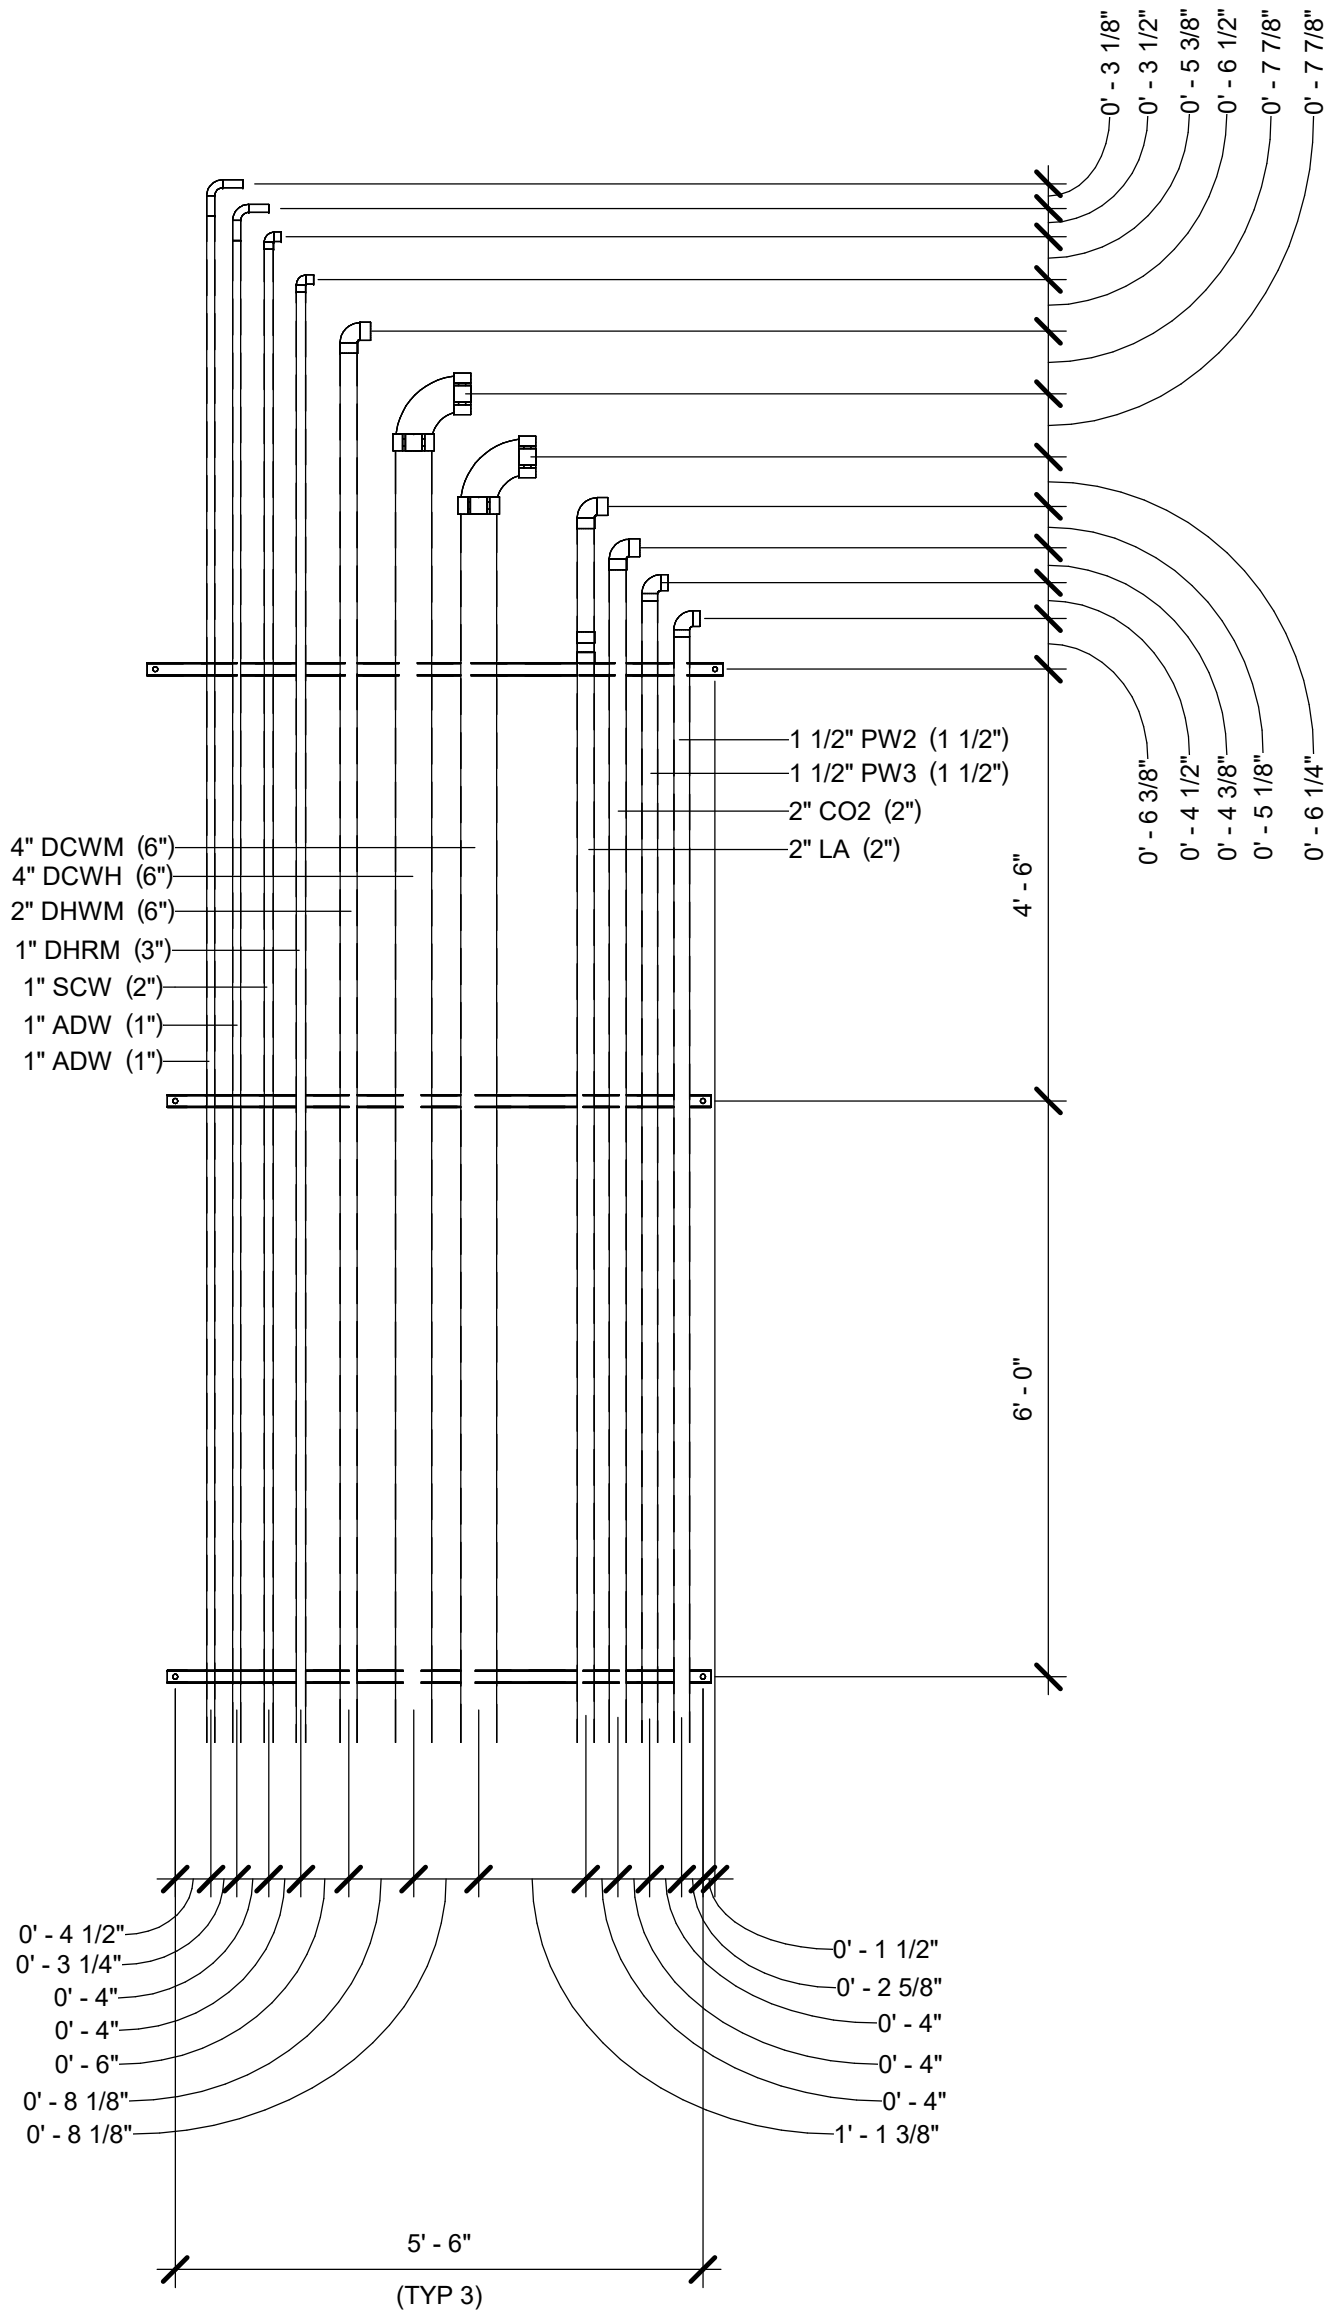 0' - 3 1/8"
0' - 3 1/2"
0' - 5 3/8"
0' - 6 1/2"
0' - 7 7/8"
0' - 7 7/8"
1 1/2" PW2 (1 1/2")
1 1/2" PW3 (1 1/2")
2" CO2 (2")
2" LA (2")
0' - 6 3/8"
0' - 4 1/2"
0' - 4 3/8"
0' - 5 1/8"
0' - 6 1/4"
4" DCWM (6")
4" DCWH (6")
2" DHWM (6")
1" DHRM (3")
1" SCW (2")
1" ADW (1")
1" ADW (1")
4' - 6"
6' - 0"
0' - 4 1/2"
0' - 3 1/4"
0' - 4"
0' - 4"
0' - 6"
0' - 8 1/8"
0' - 8 1/8"
0' - 1 1/2"
0' - 2 5/8"
0' - 4"
0' - 4"
0' - 4"
1' - 1 3/8"
5' - 6"
(TYP 3)